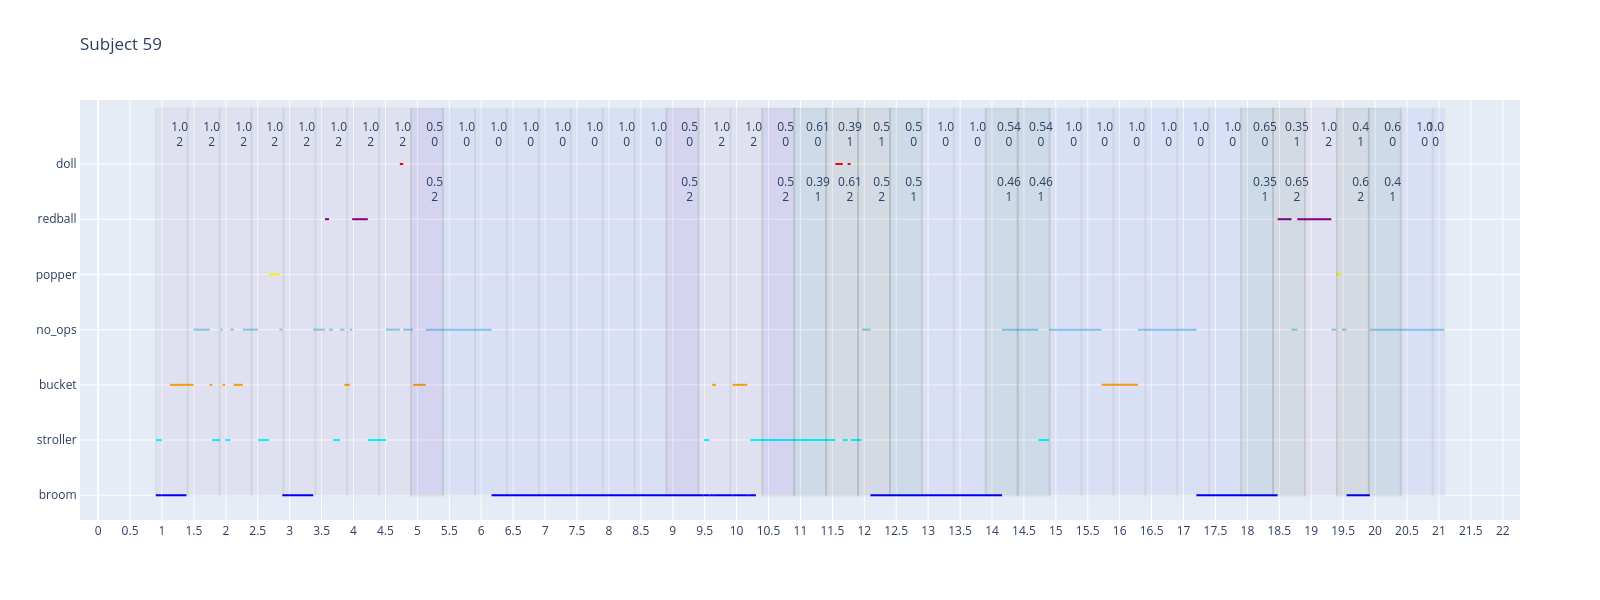 Subject 59
1.0 1.0 1.0 1.0 1.0 1.0 1.0 1.0 0.5 1.0 1.0 1.0 1.0 1.0 1.0 1.0 0.5 1.0 1.0 0.5 0.61 0.39 0.5 0.5 1.0 1.0 0.54 0.54 1.0 1.0 1.0 1.0 1.0 1.0 0.65 0.35 1.0 0.4 0.6 1.0 1.0
2 2 2 2 2 2 2 2 0 0 0 0 0 0 0 0 0 2 2 0 0 1 1 0 0 0 0 0 0 0 0 0 0 0 0 1 2 1 0 0 0
doll
0.5 0.5 0.5 0.39 0.61 0.5 0.5 0.46 0.46 0.35 0.65 0.6 0.4
2 2 2 1 2 2 1 1 1 1 2 2 1
redball
popper
no_ops
bucket
stroller
broom
0 0.5 1 1.5 2 2.5 3 3.5 4 4.5 5 5.5 6 6.5 7 7.5 8 8.5 9 9.5 10 10.5 11 11.5 12 12.5 13 13.5 14 14.5 15 15.5 16 16.5 17 17.5 18 18.5 19 19.5 20 20.5 21 21.5 22